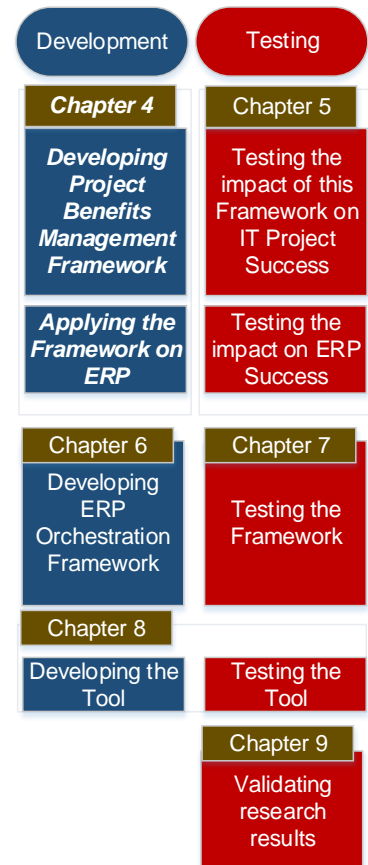 Development
Testing
Chapter 4
Developing
Project
Benefits
Management
Framework
Applying the
Framework on
ERP
Chapter 5
Testing the
impact of this
Framework on
IT Project
Success
Testing the
impact on ERP
Success
Chapter 6
Developing
ERP
Orchestration
Framework
Chapter 7
Testing the
Framework
Chapter 8
Developing the
Tool
Testing the
Tool
Chapter 9
Validating
research
results